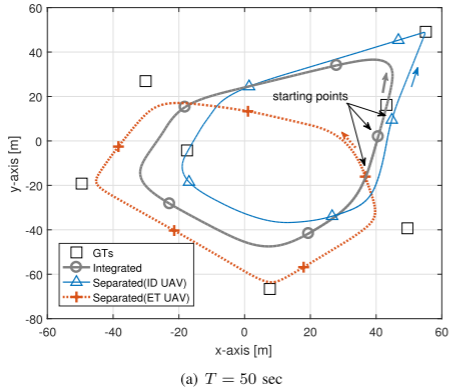 60
40
20
0
-20
-40
-60
-80
y-axis [m]
starting points
GTs
Integrated
Separated(ID UAV)
Separated(ET UAV)
-60 -40 -20 0 20 40 60
x-axis [m]
(a) T = 50 sec